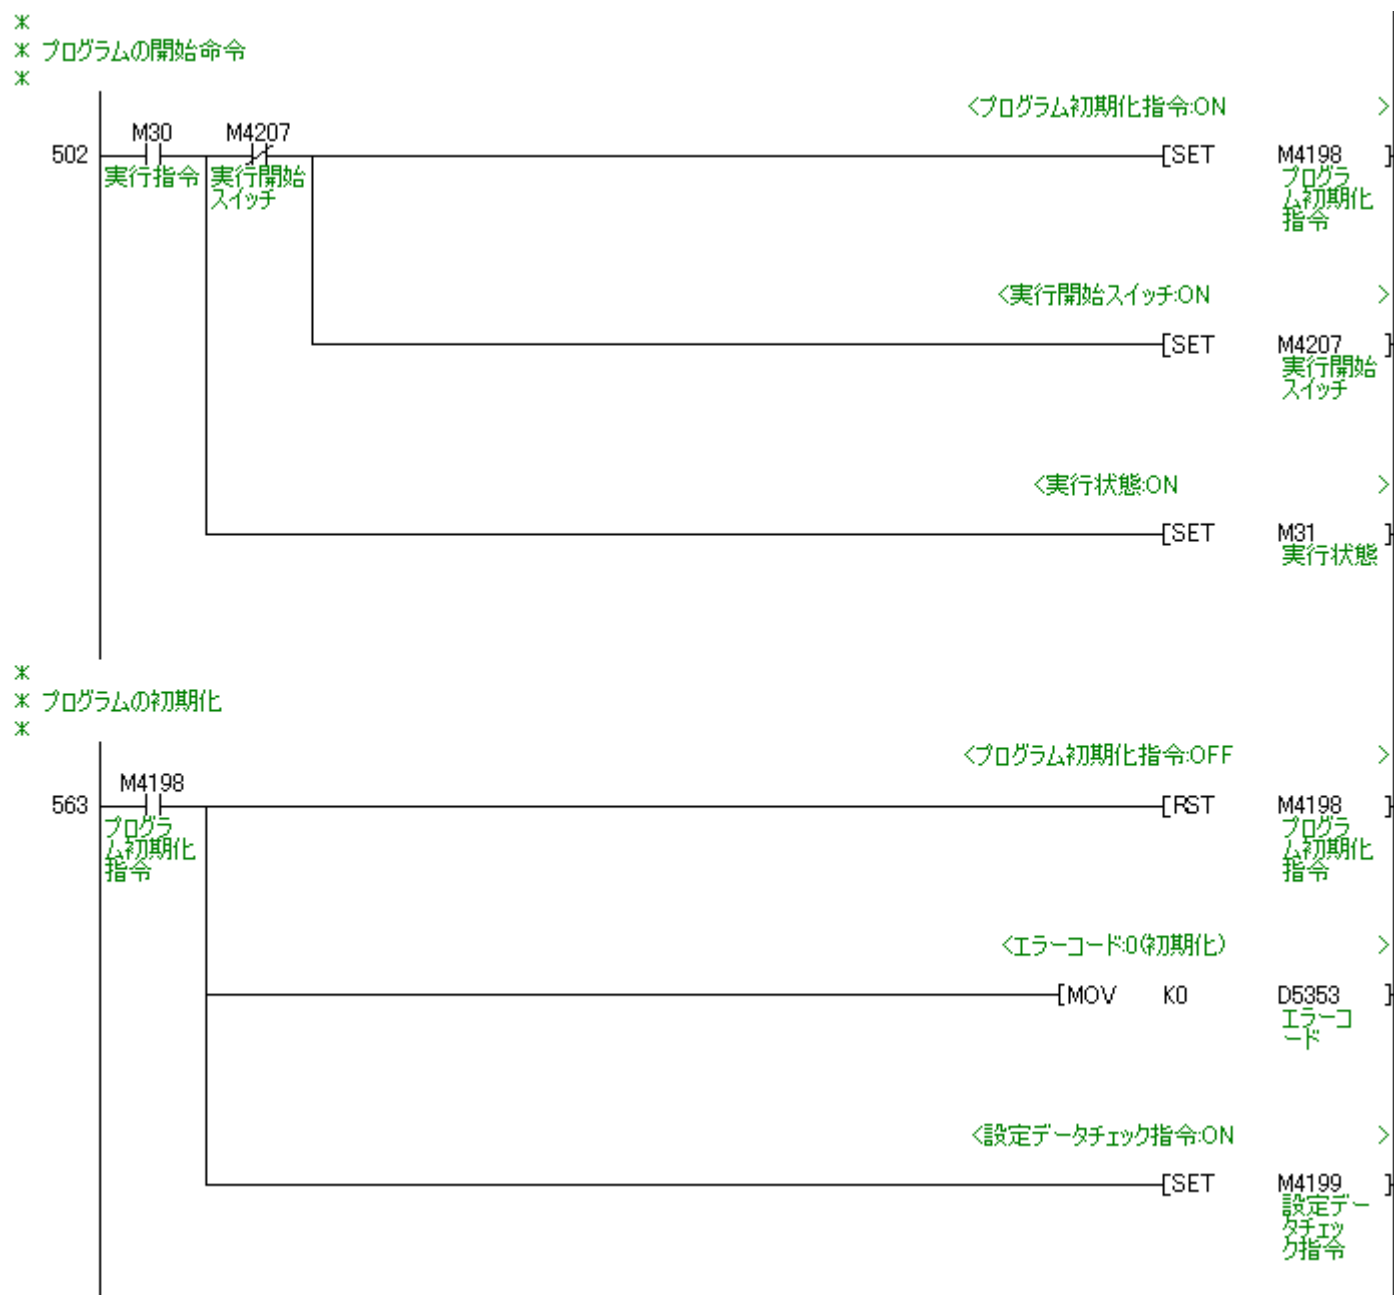 *
* プログラムの開始命令
*
<プログラム初期化指令:ON >
502 M30 M4207 [SET M4198 ]
実行指令 実行開始 プログラ
スイッチ ム初期化
指令
<実行開始スイッチ:ON >
[SET M4207 ]
実行開始
スイッチ
<実行状態:ON >
[SET M31 ]
実行状態
*
* プログラムの初期化
*
<プログラム初期化指令:OFF >
563 M4198 [RST M4198 ]
プログラ プログラ
ム初期化 ム初期化
指令 指令
<エラーコード:0(初期化) >
[MOV K0 D5353 ]
エラーコ
ード
<設定データチェック指令:ON >
[SET M4199 ]
設定デー
タチェッ
ク指令